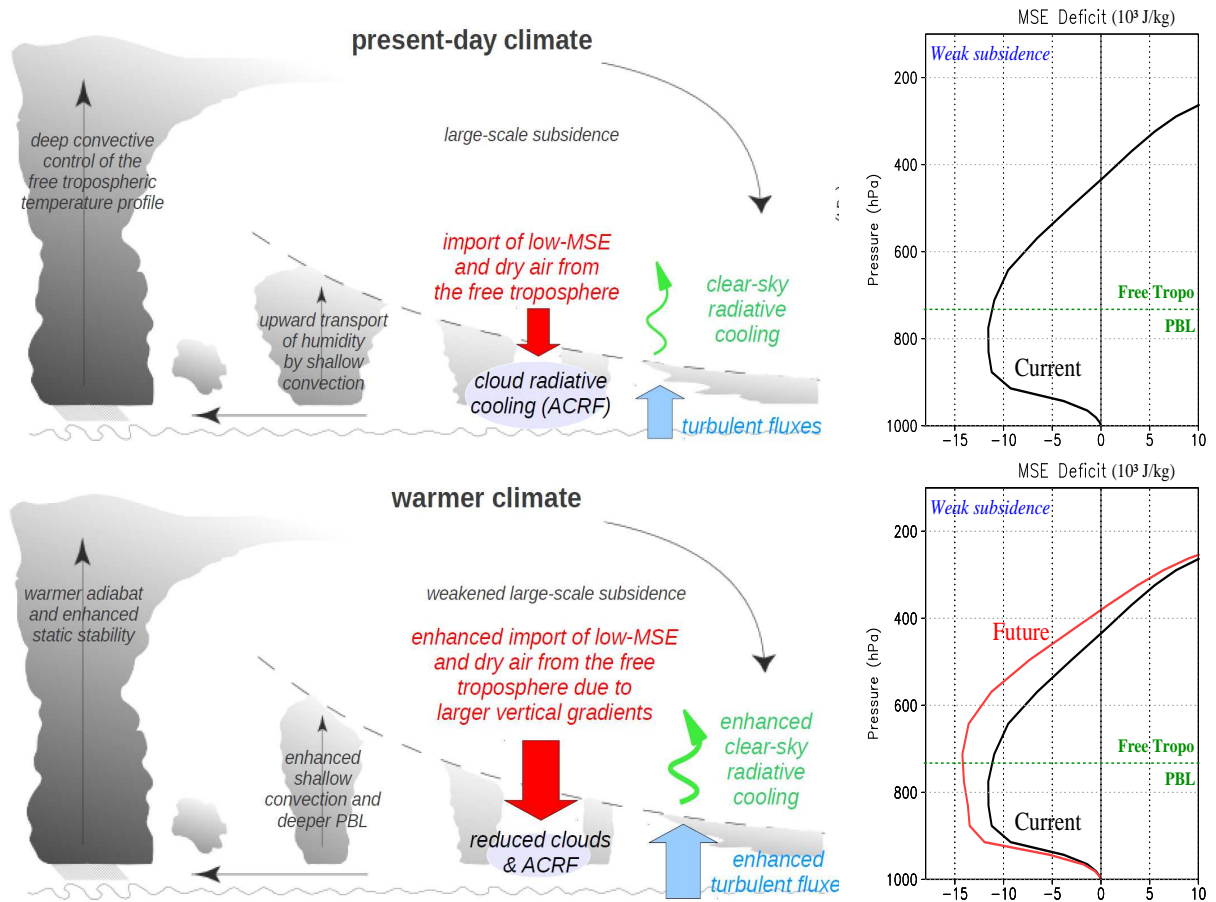 present-day climate
deep convective
control of the
free tropospheric
temperature profile
large-scale subsidence
import of low-MSE
and dry air from
the free troposphere
clear-sky
radiative
cooling
upward transport
of humidity
by shallow
convection
cloud radiative
cooling (ACRF)
turbulent fluxes
MSE Deficit (10³ J/kg)
Weak subsidence
200
400
600
800
1000
Pressure (hPa)
Free Tropo
PBL
Current
−15 −10 −5 0 5 10
warmer climate
warmer adiabat
and enhanced
static stability
weakened large-scale subsidence
enhanced import of low-MSE
and dry air from the free
troposphere due to
larger vertical gradients
enhanced
clear-sky
radiative
cooling
enhanced
shallow
convection and
deeper PBL
reduced clouds
& ACRF
enhanced
turbulent fluxe
MSE Deficit (10³ J/kg)
Weak subsidence
200
400
600
800
1000
Pressure (hPa)
Future
Free Tropo
PBL
Current
−15 −10 −5 0 5 10